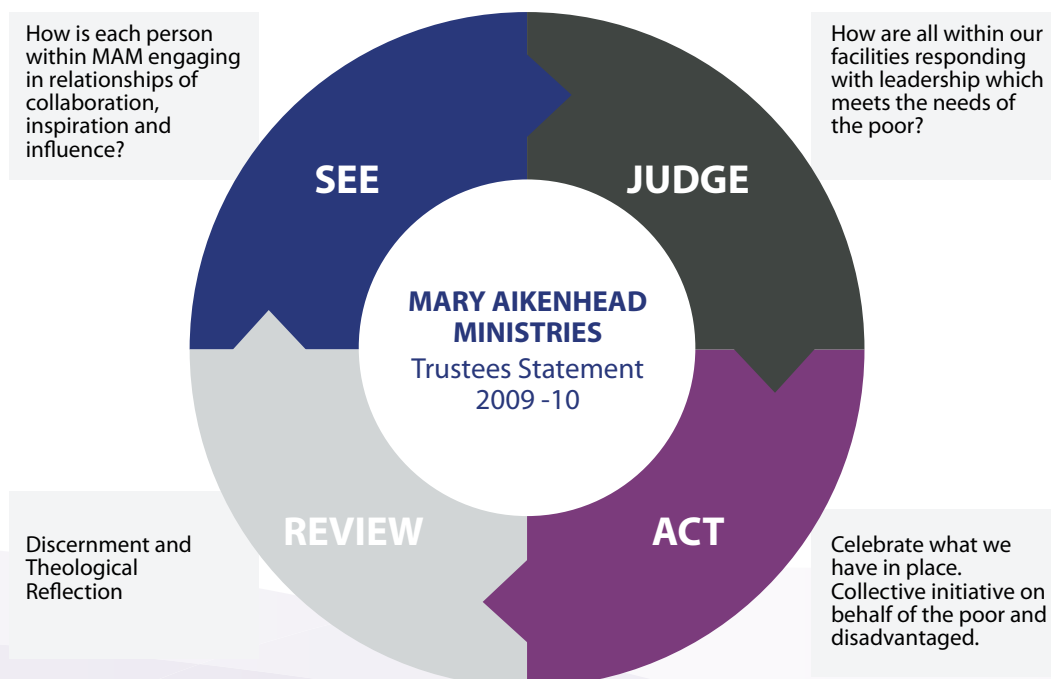 How is each person
within MAM engaging
in relationships of
collaboration,
inspiration and
influence?
How are all within our
facilities responding
with leadership which
meets the needs of
the poor?
SEE
JUDGE
MARY AIKENHEAD
MINISTRIES
Trustees Statement
2009 -10
REVIEW
ACT
Discernment and
Theological
Reflection
Celebrate what we
have in place.
Collective initiative on
behalf of the poor and
disadvantaged.